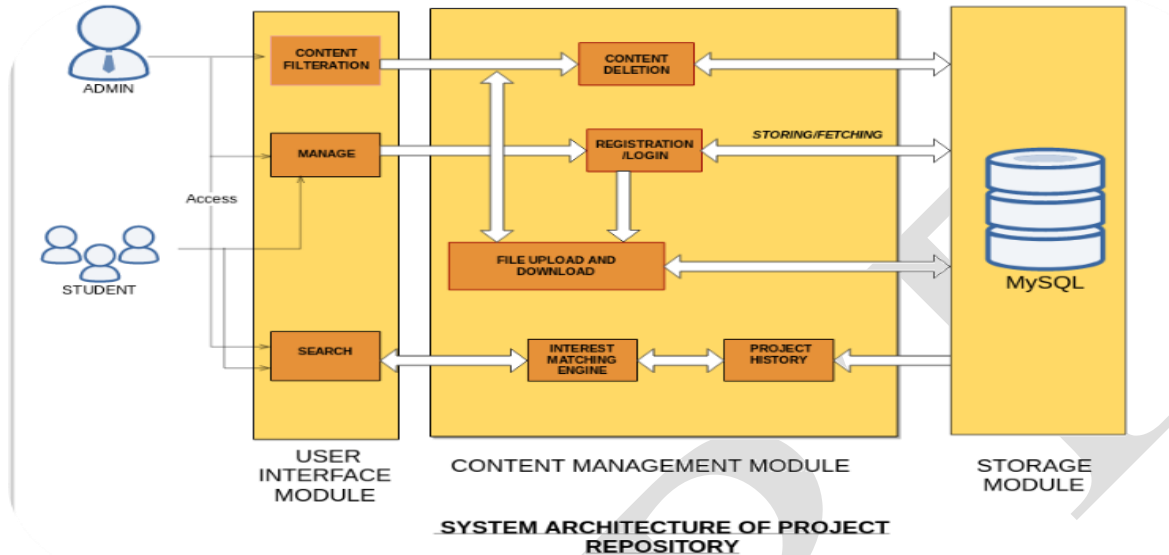 ADMIN
CONTENT
FILTERATION
CONTENT
DELETION
MANAGE
REGISTRATION
/LOGIN
STORING/FETCHING
Access
STUDENT
FILE UPLOAD AND
DOWNLOAD
MySQL
SEARCH
INTEREST
MATCHING
ENGINE
PROJECT
HISTORY
USER
INTERFACE
MODULE
CONTENT MANAGEMENT MODULE
STORAGE
MODULE
SYSTEM ARCHITECTURE OF PROJECT
REPOSITORY